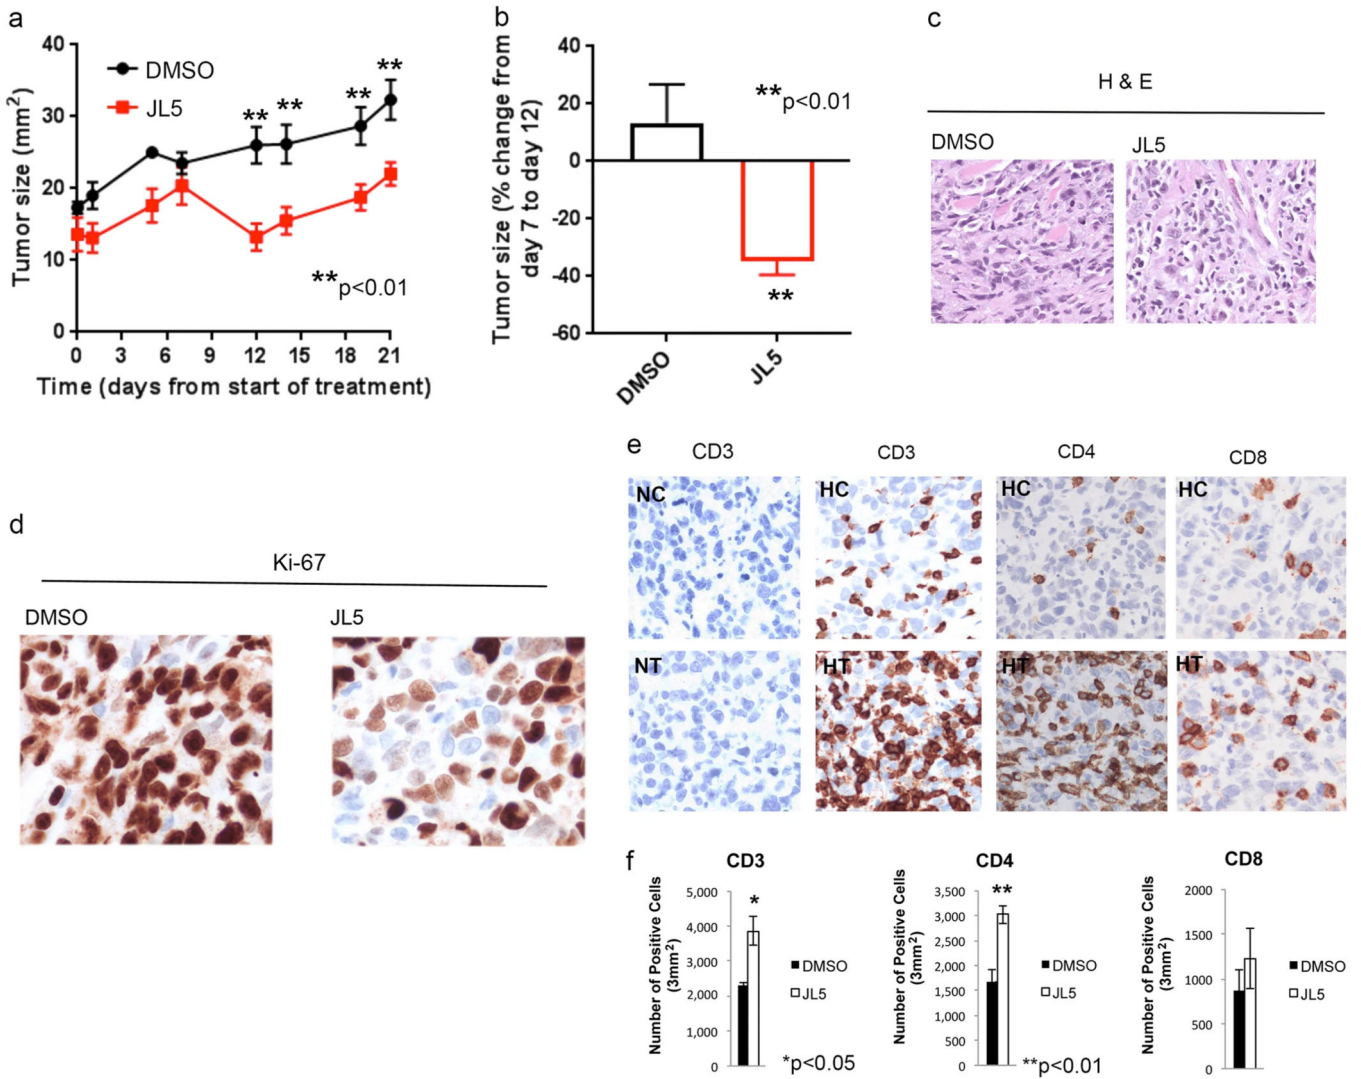 a
Tumor size (mm²)
40
30
20
10
0
DMSO
JL5
**
**
**
**
**p<0.01
0 3 6 9 12 15 18 21
Time (days from start of treatment)
b
Tumor size (% change from
day 7 to day 12)
40
20
0
-20
-40
-60
**p<0.01
**
DMSO
JL5
c
H & E
DMSO
JL5
d
Ki-67
DMSO
JL5
e
CD3
CD3
CD4
CD8
NC
HC
HC
HC
NT
HT
HT
HT
f
CD3
Number of Positive Cells
(3mm²)
5,000
4,000
3,000
2,000
1,000
0
*
DMSO
JL5
*p<0.05
CD4
Number of Positive Cells
(3mm²)
3,500
3,000
2,500
2,000
1,500
1,000
500
0
**
DMSO
JL5
**p<0.01
CD8
Number of Positive Cells
(3mm²)
2000
1500
1000
500
0
DMSO
JL5